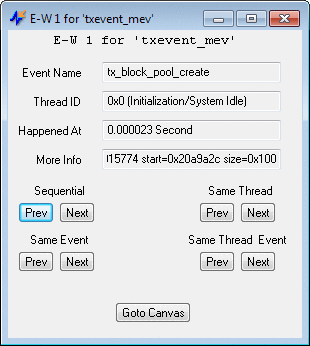 E-W 1 for 'txevent_mev'
E-W 1 for 'txevent_mev'
Event Name tx_block_pool_create
Thread ID 0x0 (Initialization/System Idle)
Happened At 0.000023 Second
More Info 15774 start=0x20a9a2c size=0x100
Sequential Same Thread
Prev Next Prev Next
Same Event Same Thread Event
Prev Next Prev Next
Goto Canvas